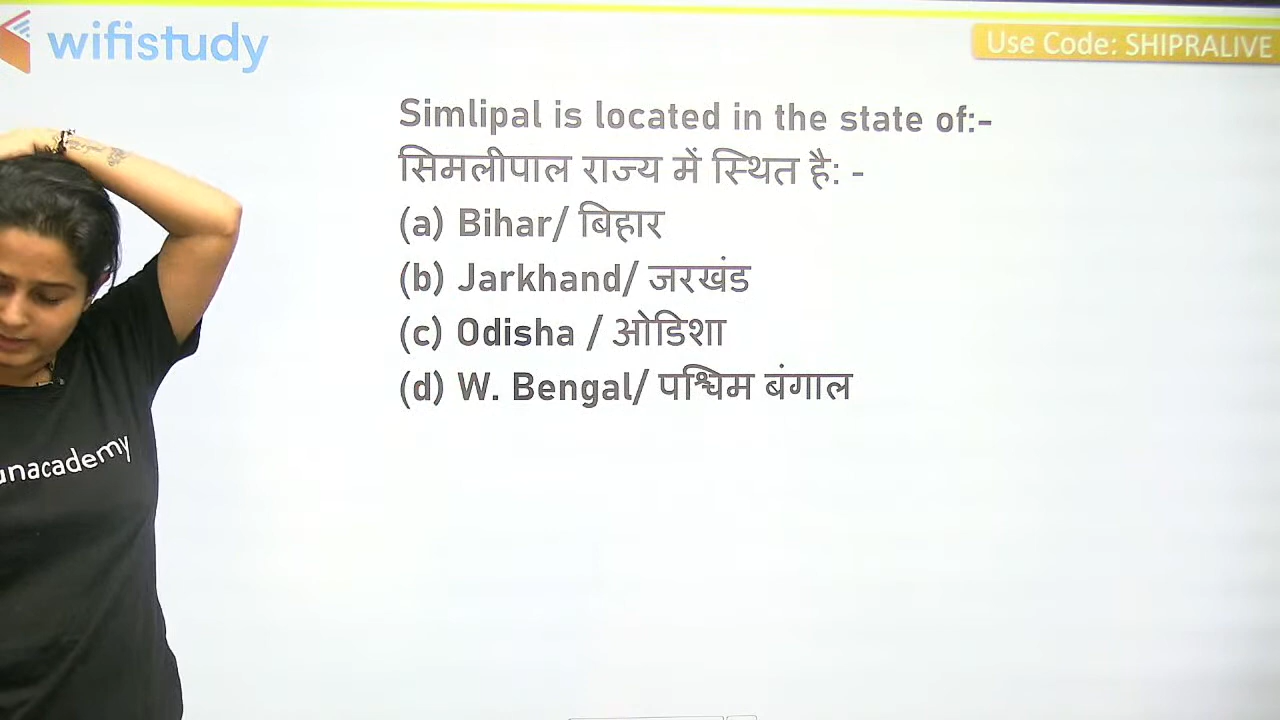 wifistudy
Use Code: SHIPRALIVE
Simlipal is located in the state of:-
सिमलीपाल राज्य में स्थित है: -
(a) Bihar/ बिहार
(b) Jarkhand/ जरखंड
(c) Odisha / ओडिशा
(d) W. Bengal/ पश्चिम बंगाल
unacademy